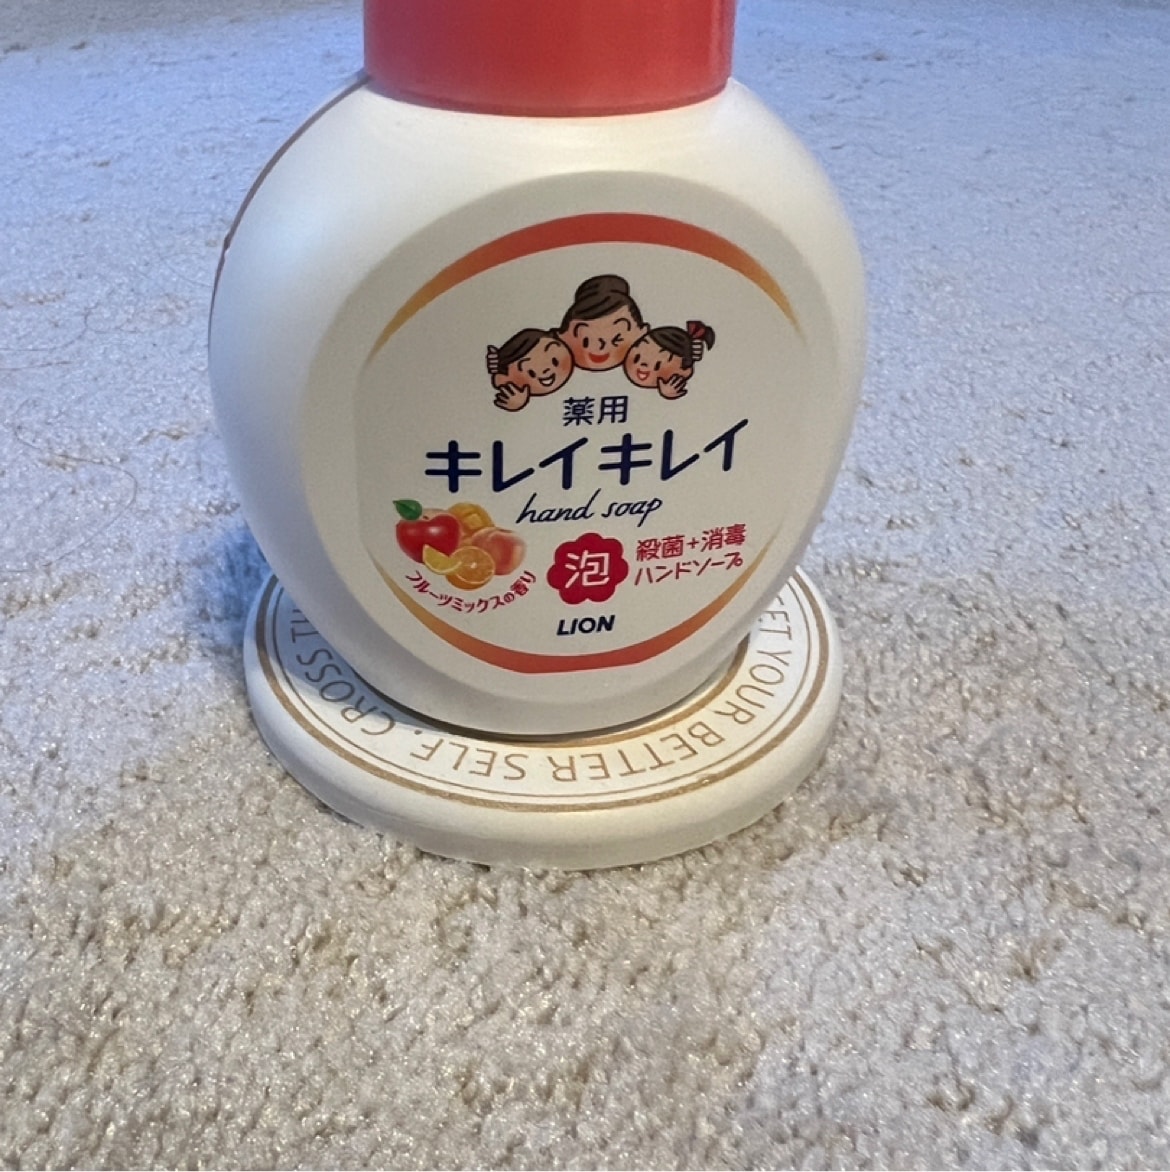 薬用
キレイキレイ
hand soap
フルーツミックスの香り
泡
殺菌+消毒
ハンドソープ
LION
YOUR BETTER SELF. CROSS